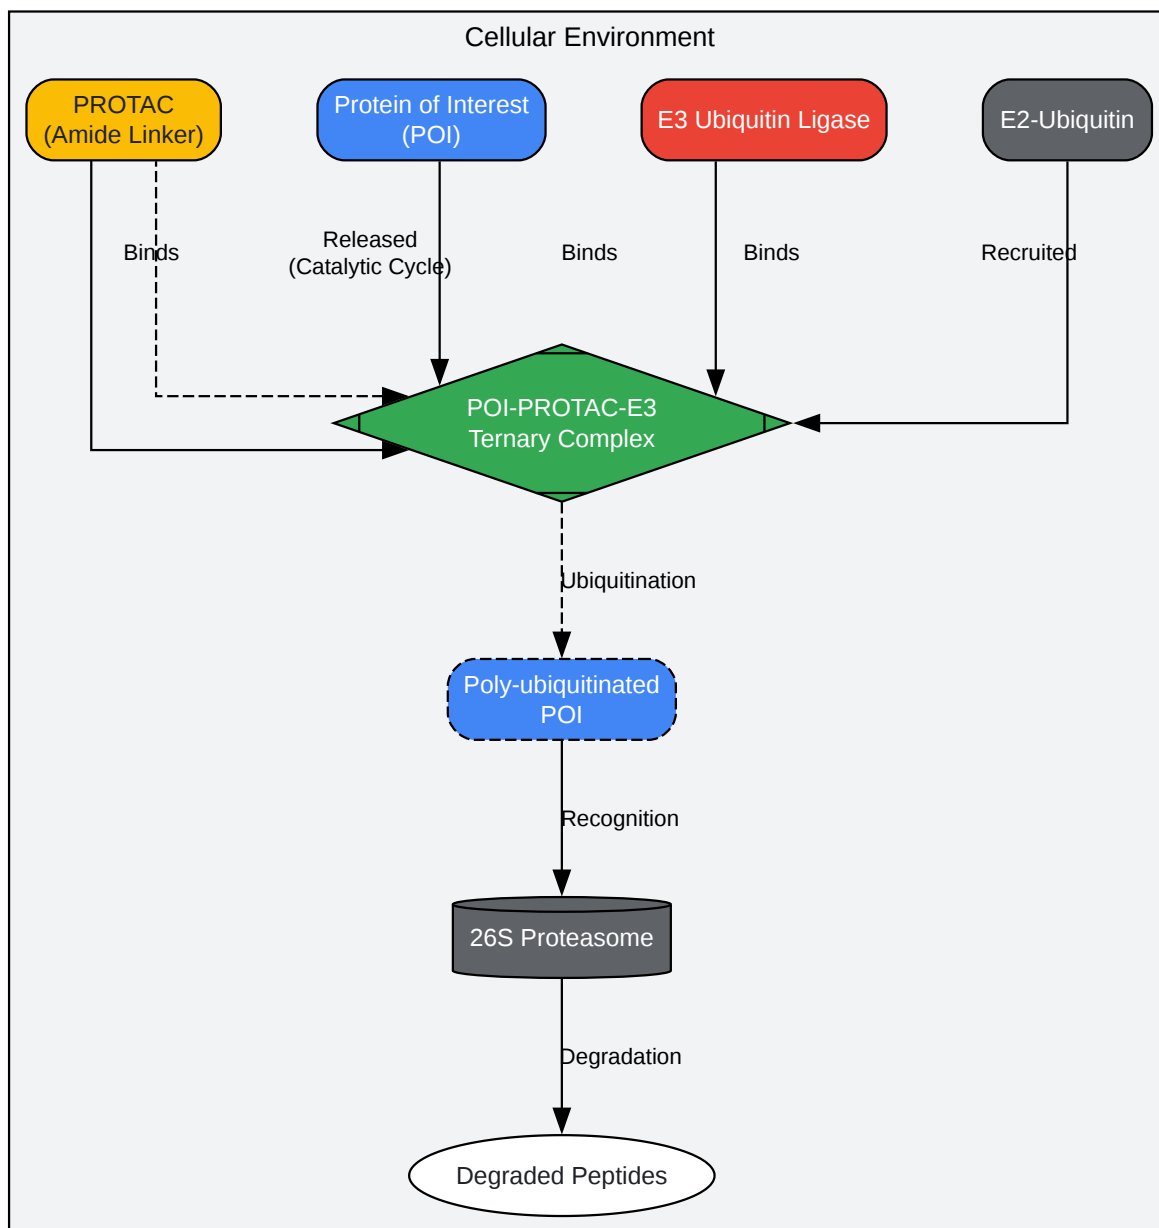 Cellular Environment
PROTAC
(Amide Linker)
Protein of Interest
(POI)
E3 Ubiquitin Ligase
E2-Ubiquitin
Binds
Released
(Catalytic Cycle)
Binds
Binds
Recruited
POI-PROTAC-E3
Ternary Complex
Ubiquitination
Poly-ubiquitinated
POI
Recognition
26S Proteasome
Degradation
Degraded Peptides